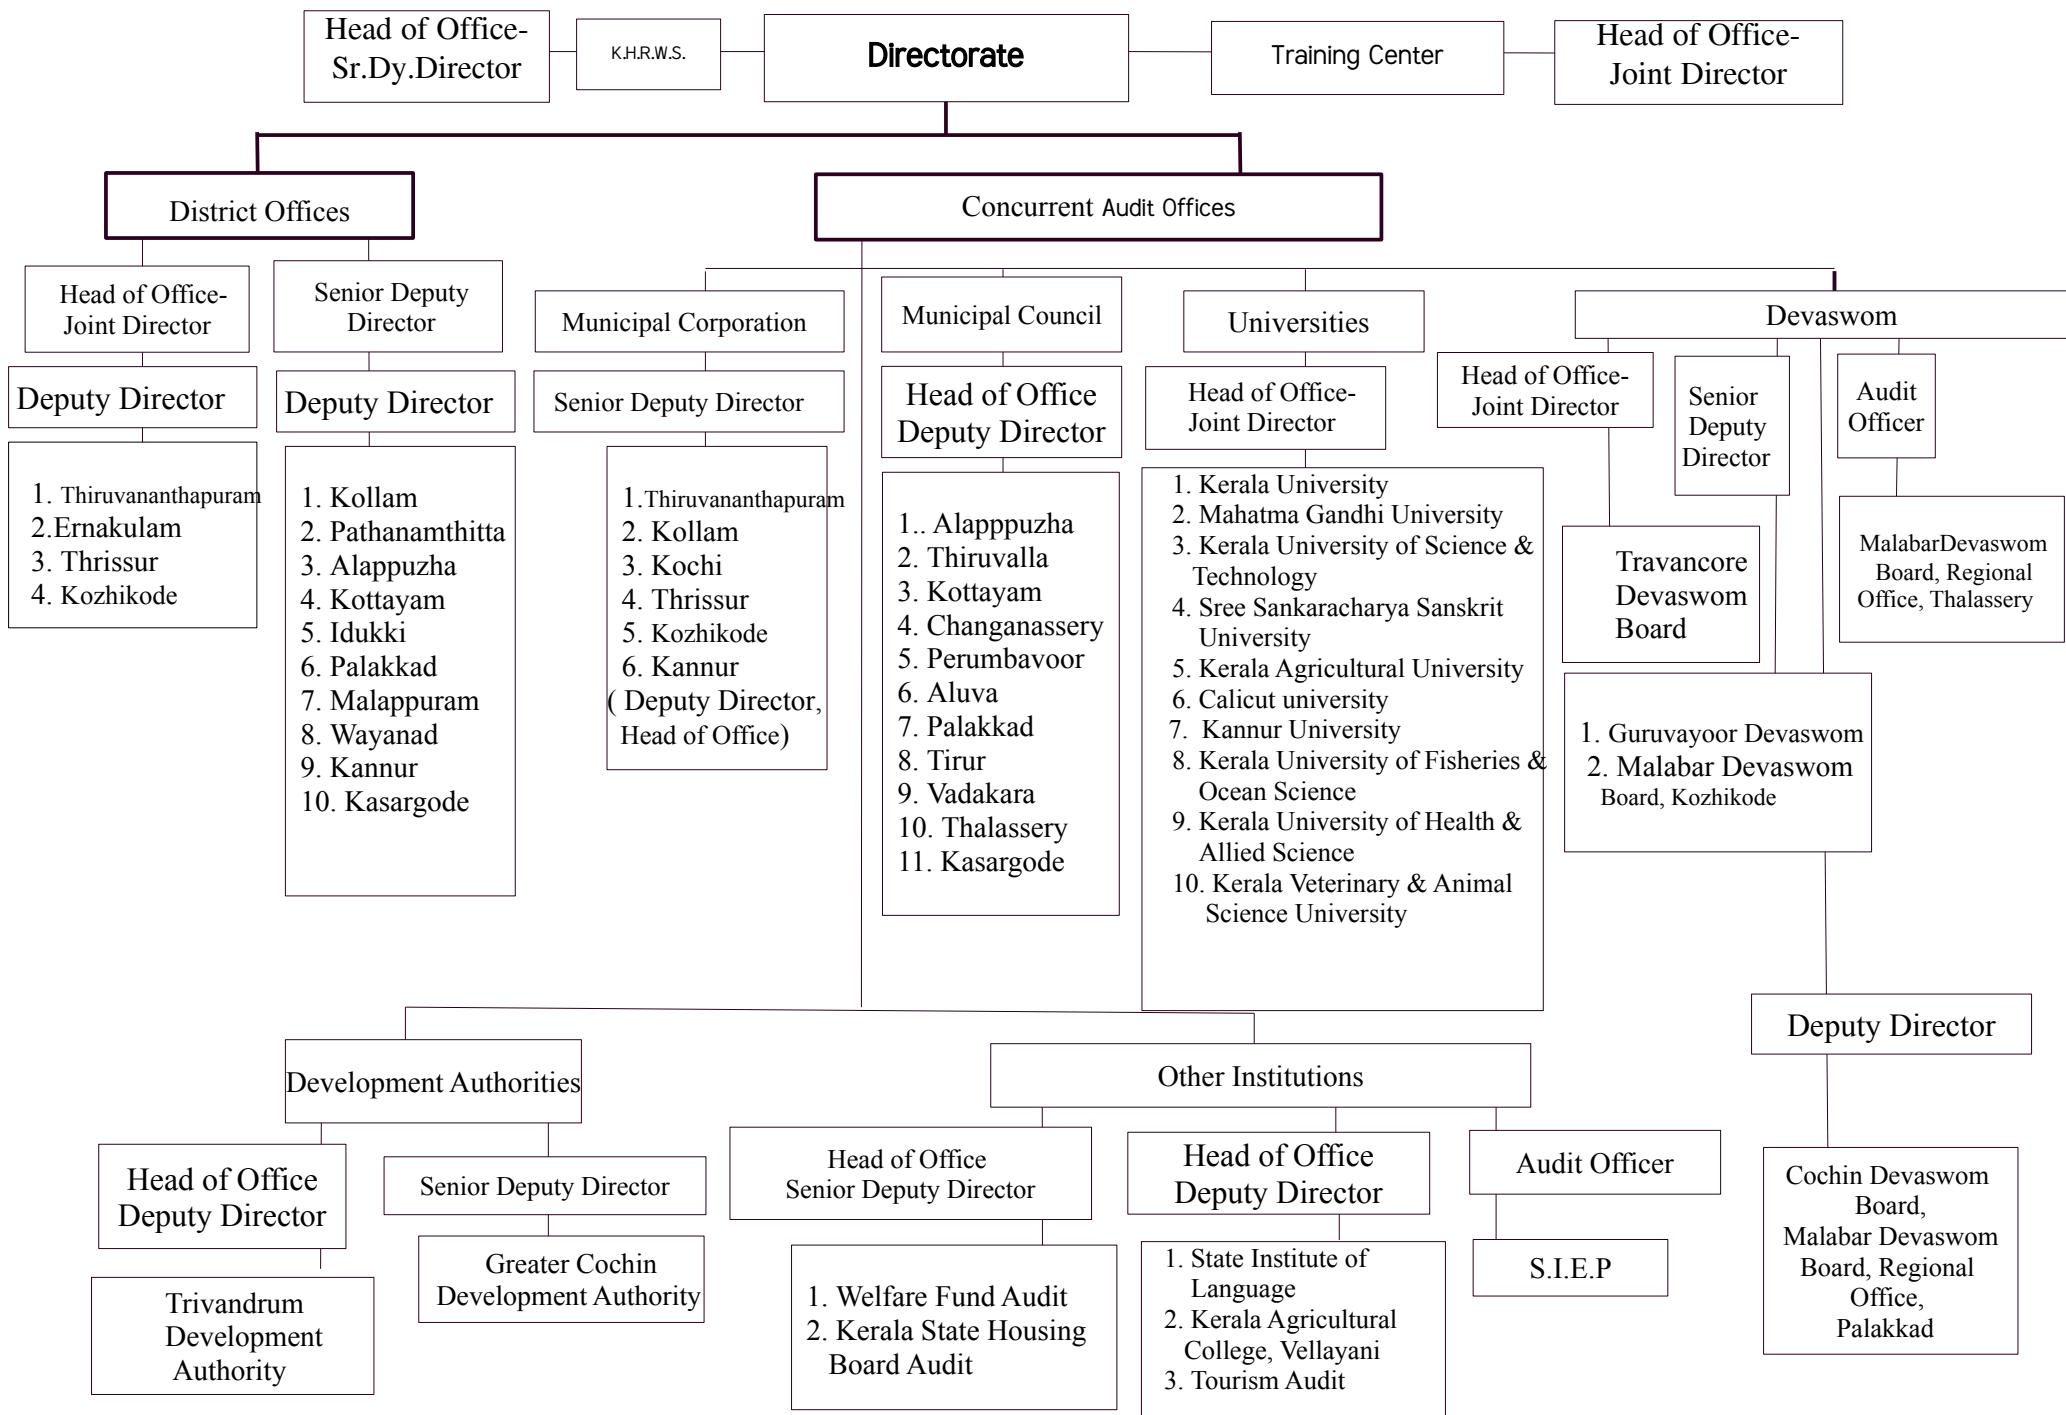 Head of Office-
Sr.Dy.Director
K.H.R.W.S.
Directorate
Training Center
Head of Office-
Joint Director
District Offices
Concurrent Audit Offices
Head of Office-
Joint Director
Senior Deputy
Director
Municipal Corporation
Municipal Council
Universities
Devaswom
Deputy Director
Deputy Director
Senior Deputy Director
Head of Office
Deputy Director
Head of Office-
Joint Director
Head of Office-
Joint Director
Senior
Deputy
Director
Audit
Officer
1. Thiruvananthapuram
2.Ernakulam
3. Thrissur
4. Kozhikode
1. Kollam
2. Pathanamthitta
3. Alappuzha
4. Kottayam
5. Idukki
6. Palakkad
7. Malappuram
8. Wayanad
9. Kannur
10. Kasargode
1.Thiruvananthapuram
2. Kollam
3. Kochi
4. Thrissur
5. Kozhikode
6. Kannur
( Deputy Director,
Head of Office)
1.. Alapppuzha
2. Thiruvalla
3. Kottayam
4. Changanassery
5. Perumbavoor
6. Aluva
7. Palakkad
8. Tirur
9. Vadakara
10. Thalassery
11. Kasargode
1. Kerala University
2. Mahatma Gandhi University
3. Kerala University of Science &
Technology
4. Sree Sankaracharya Sanskrit
University
5. Kerala Agricultural University
6. Calicut university
7. Kannur University
8. Kerala University of Fisheries &
Ocean Science
9. Kerala University of Health &
Allied Science
10. Kerala Veterinary & Animal
Science University
Travancore
Devaswom
Board
MalabarDevaswom
Board, Regional
Office, Thalassery
1. Guruvayoor Devaswom
2. Malabar Devaswom
Board, Kozhikode
Deputy Director
Cochin Devaswom
Board,
Malabar Devaswom
Board, Regional
Office,
Palakkad
Development Authorities
Other Institutions
Head of Office
Deputy Director
Senior Deputy Director
Head of Office
Senior Deputy Director
Head of Office
Deputy Director
Audit Officer
Trivandrum
Development
Authority
Greater Cochin
Development Authority
1. Welfare Fund Audit
2. Kerala State Housing
Board Audit
1. State Institute of
Language
2. Kerala Agricultural
College, Vellayani
3. Tourism Audit
S.I.E.P